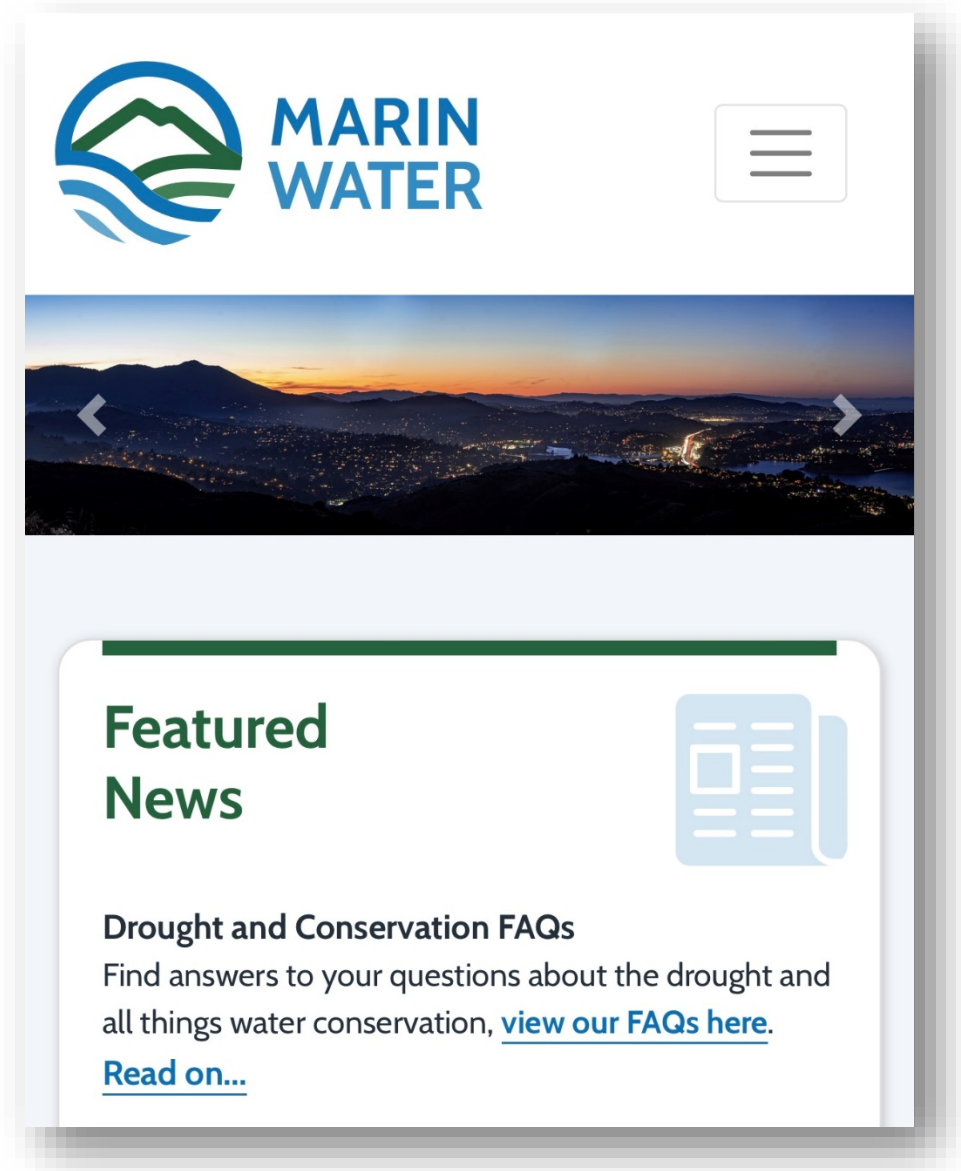 MARIN
WATER
Featured
News
Drought and Conservation FAQs
Find answers to your questions about the drought and
all things water conservation, view our FAQs here.
Read on...